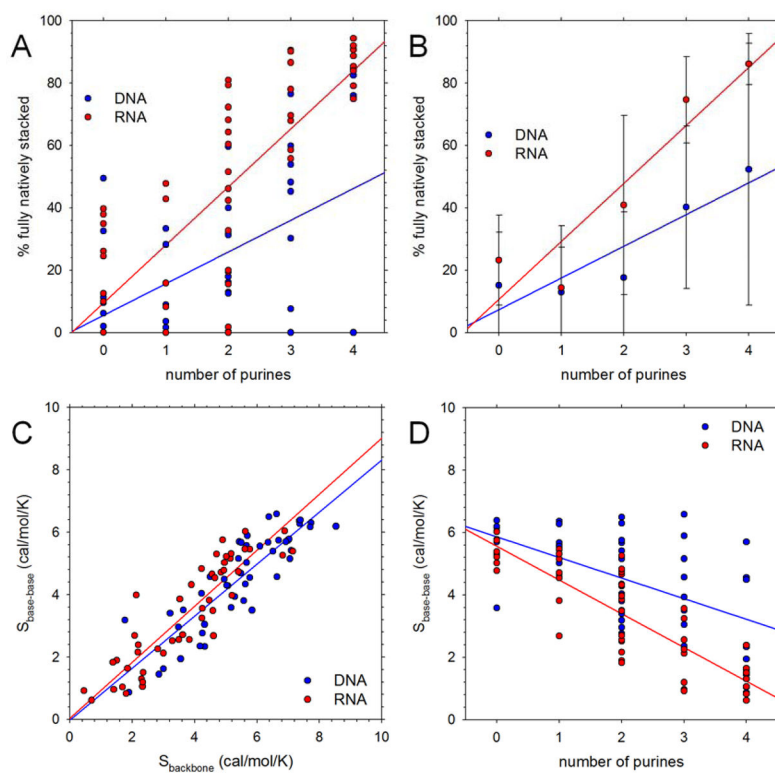 A
100
80
60
40
20
0
% fully natively stacked
DNA
RNA
0 1 2 3 4
number of purines
B
100
80
60
40
20
0
% fully natively stacked
DNA
RNA
0 1 2 3 4
number of purines
C
10
8
6
4
2
0
S_base-base (cal/mol/K)
DNA
RNA
0 2 4 6 8 10
S_backbone (cal/mol/K)
D
10
8
6
4
2
0
S_base-base (cal/mol/K)
DNA
RNA
0 1 2 3 4
number of purines